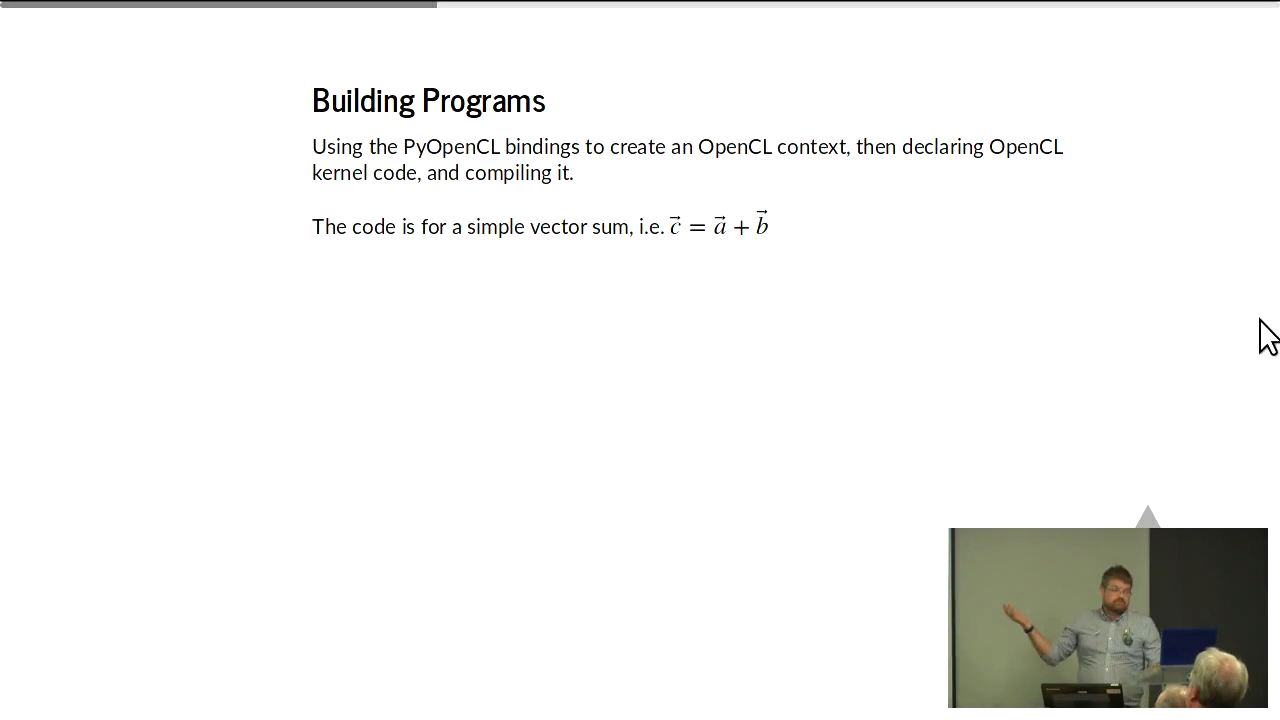 Building Programs
Using the PyOpenCL bindings to create an OpenCL context, then declaring OpenCL
kernel code, and compiling it.
The code is for a simple vector sum, i.e. c⃗ = a⃗ + b⃗